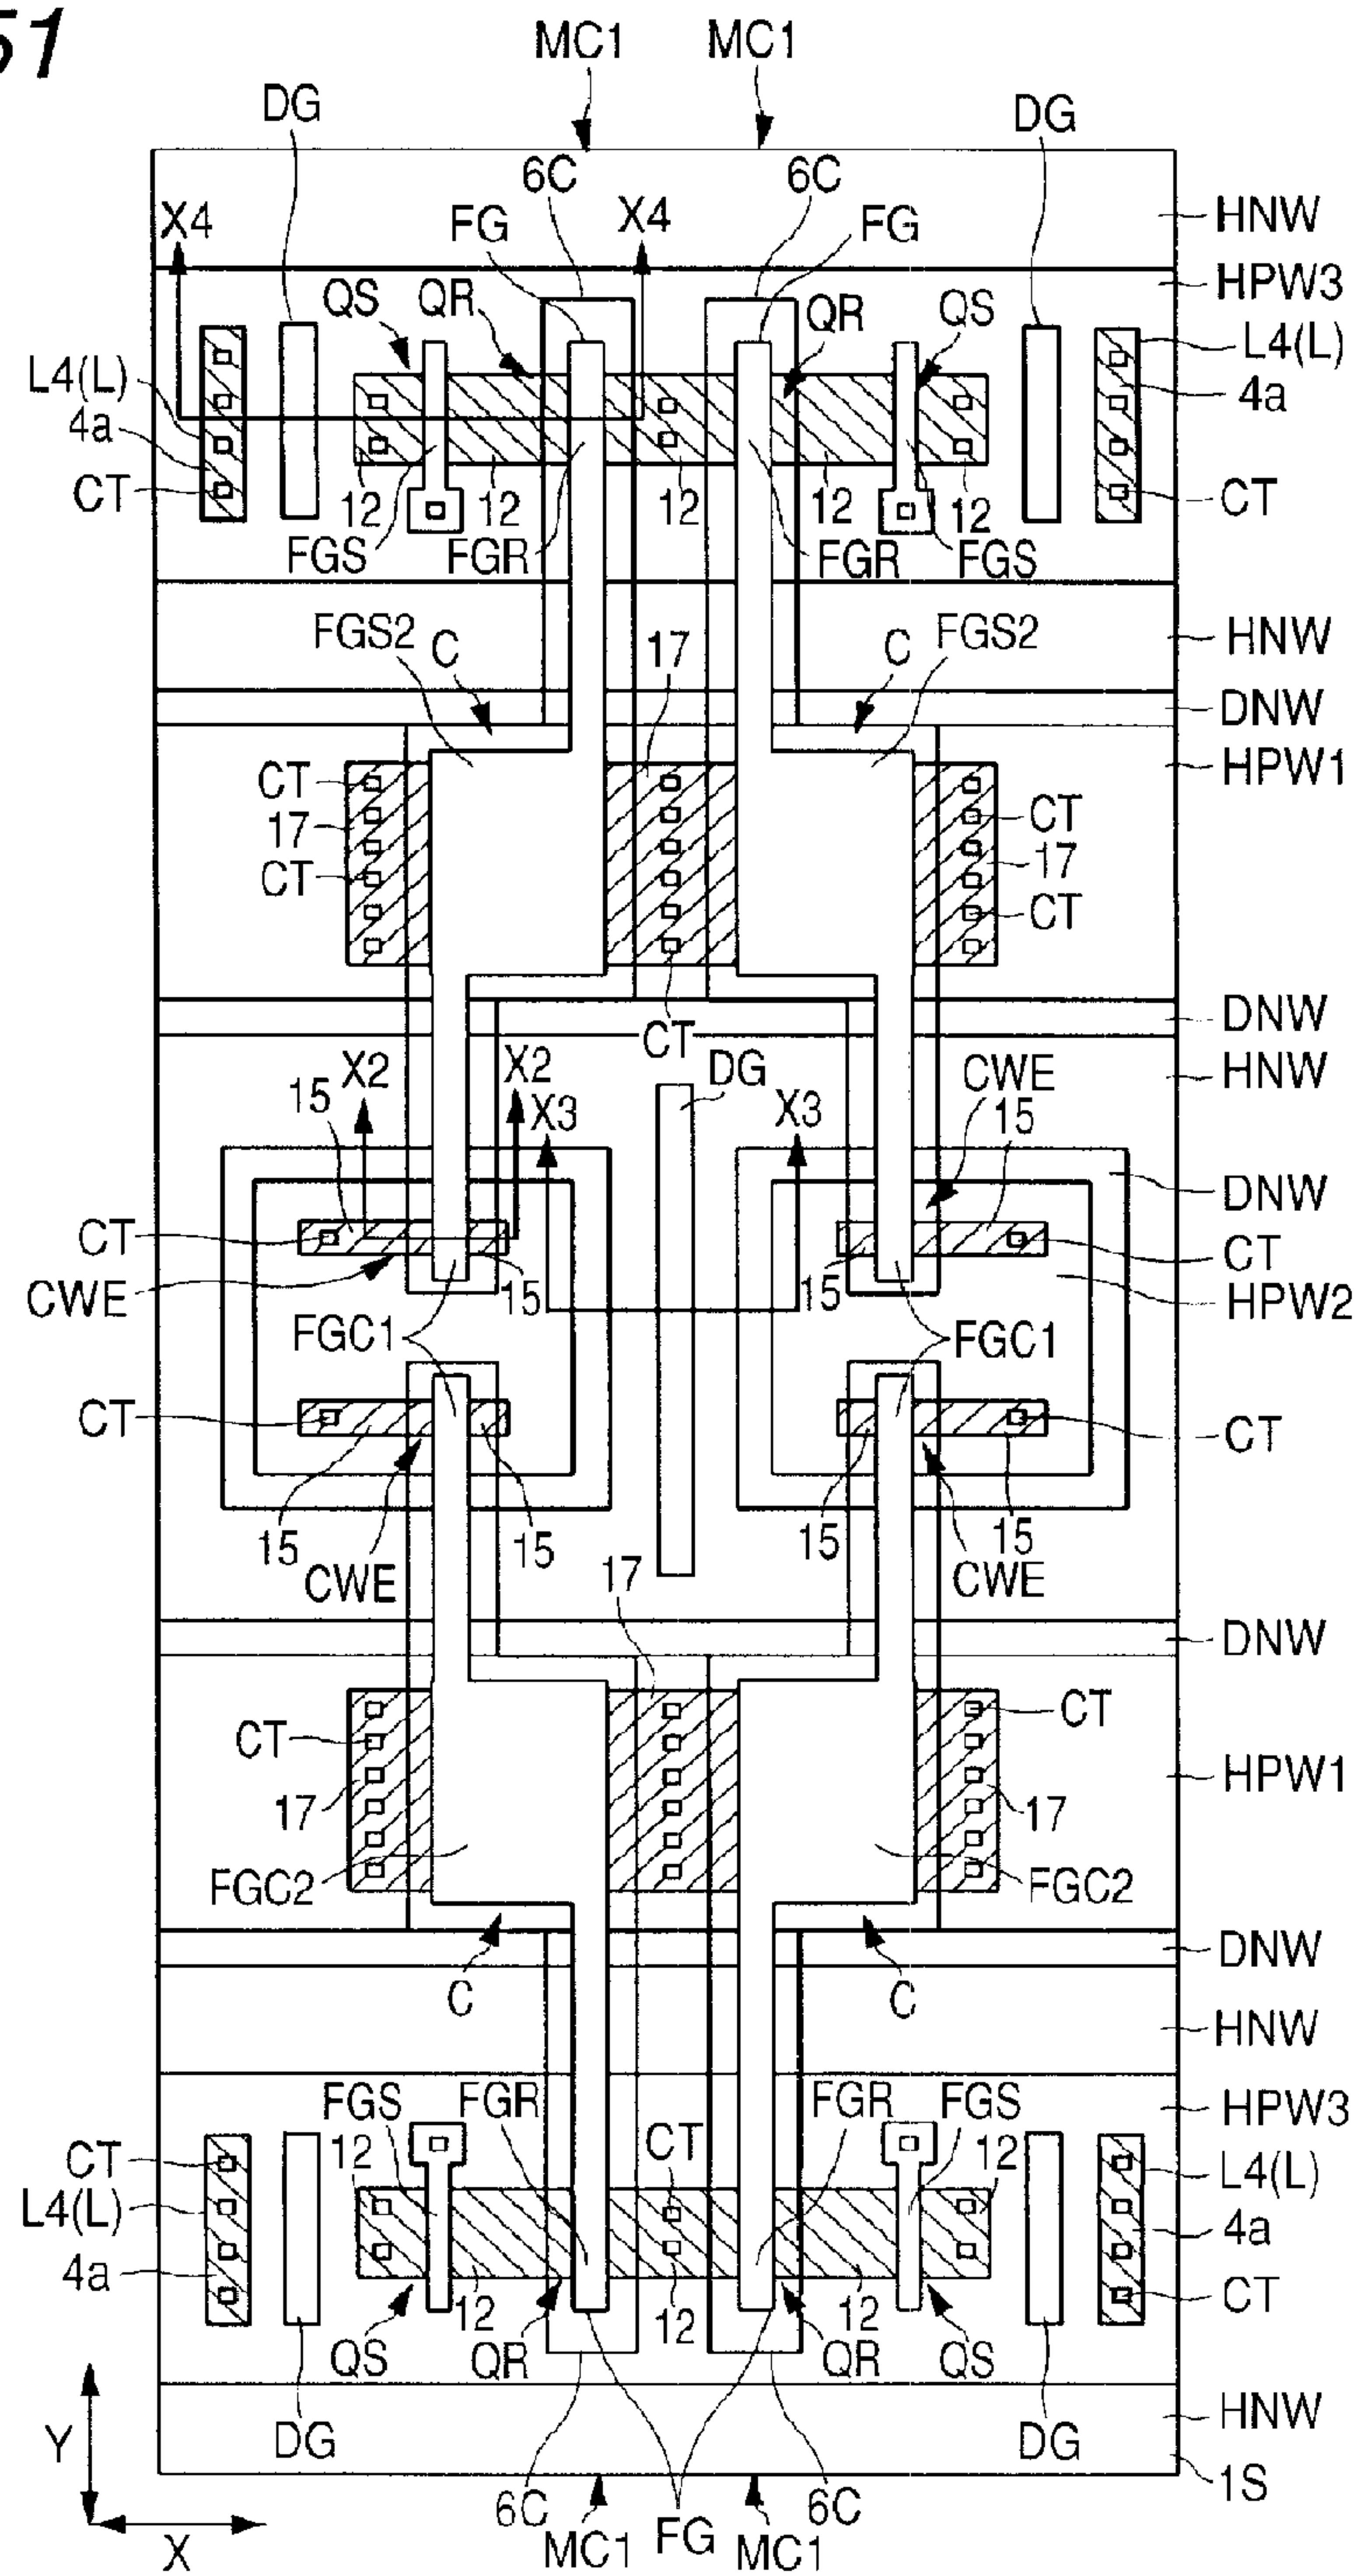 51
MC1 MC1
DG DG
6C 6C
X4 FG X4 FG HNW
HPW3
QS QR QR QS
L4(L) L4(L)
4a 4a
CT 12 12 12 12 12 CT
FGS FGR FGR FGS
FGS2 C 17 C FGS2 HNW
DNW
HPW1
CT CT
17 17
CT CT
DNW
CT
HNW
X2 X2 DG CWE
15 X3 X3 15
DNW
CT CT
CWE 15 15 HPW2
FGC1 FGC1
CT CT
15 15 15 15
CWE 17 CWE
DNW
17
CT CT
HPW1
17 17
FGC2 FGC2
DNW
C C
HNW
FGS FGR FGR FGS
HPW3
CT 12 CT 12
L4(L) L4(L)
4a 4a
12 12 12 CT
QS QR QR QS
HNW
Y DG DG
1S
6C 6C
X MC1 FG MC1